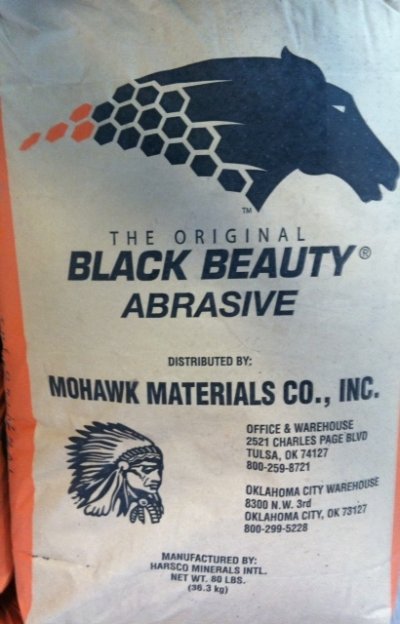 TM
THE ORIGINAL
BLACK BEAUTY®
ABRASIVE
DISTRIBUTED BY:
MOHAWK MATERIALS CO., INC.
OFFICE & WAREHOUSE
2521 CHARLES PAGE BLVD
TULSA, OK 74127
800-259-8721
OKLAHOMA CITY WAREHOUSE
8300 N.W. 3rd
OKLAHOMA CITY, OK 73127
800-299-5228
MANUFACTURED BY:
HARSCO MINERALS INTL.
NET WT. 80 LBS.
(36.3 kg)